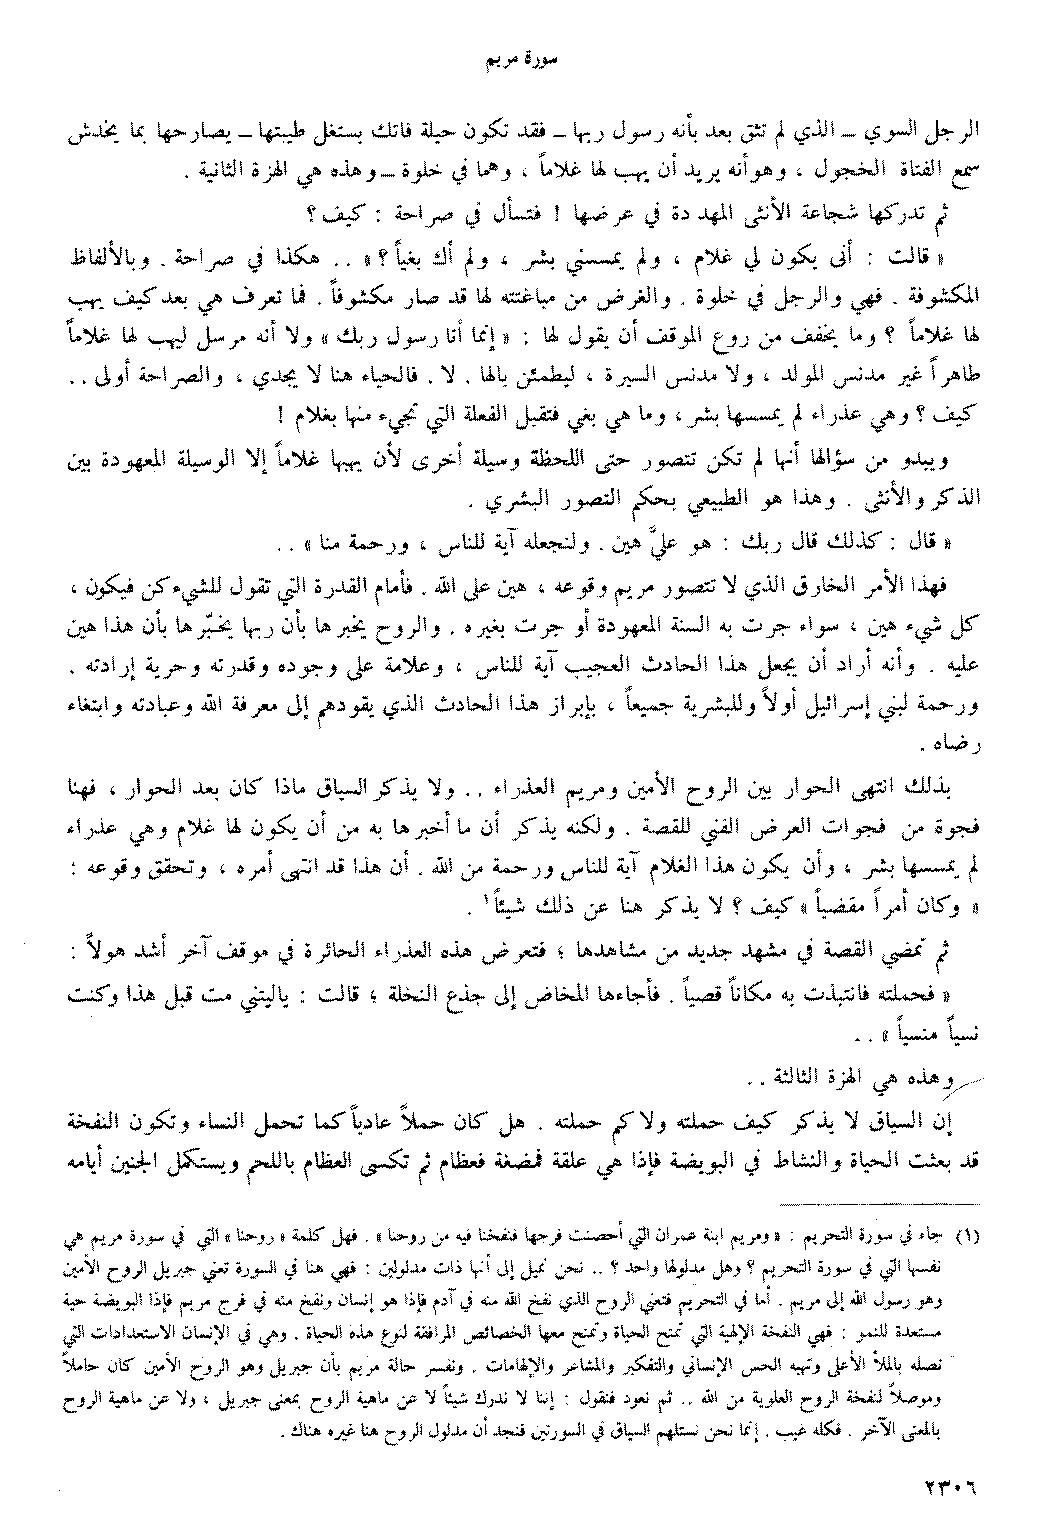 سورة مريم
الرجل السوي ــ الذي لم تثق بعد بأنه رسول ربها ــ فقد تكون حيلة فاتك يستغل طيبتها ــ يصارحها بما يخدش
سمع الفتاة الخجول ، وهو أنه يريد أن يهب لها غلاماً ، وهما في خلوة ــ وهذه هي الهزة الثانية .
ثم تدركها شجاعة الأنثى المهددة في عرضها ! فتسأل في صراحة : كيف ؟
« قالت : أنى يكون لي غلام ، ولم يمسسني بشر ، ولم أك بغياً ؟ » .. هكذا في صراحة . وبالألفاظ
المكشوفة . فهي والرجل في خلوة . والغرض من مباغتته لها قد صار مكشوفاً . فما تعرف هي بعد كيف يهب
لها غلاماً ؟ وما يخفف من روع الموقف أن يقول لها : « إنما أنا رسول ربك » ولا أنه مرسل ليهب لها غلاماً
طاهراً غير مدنس المولد ، ولا مدنس السيرة ، ليطمئن بالها . لا . فالحياء هنا لا يجدي ، والصراحة أولى ..
كيف ؟ وهي عذراء لم يمسسها بشر ، وما هي بغي فتقبل الفعلة التي تجيء منها بغلام !
ويبدو من سؤالها أنها لم تكن تتصور حتى اللحظة وسيلة أخرى لأن يهبها غلاماً إلا الوسيلة المعهودة بين
الذكر والأنثى . وهذا هو الطبيعي بحكم التصور البشري .
« قال : كذلك قال ربك : هو عليَّ هين . ولنجعله آية للناس ، ورحمة منا » ..
فهذا الأمر الخارق الذي لا تتصور مريم وقوعه ، هين على الله . فأمام القدرة التي تقول للشيء كن فيكون ،
كل شيء هين ، سواء جرت به السنة المعهودة أو جرت بغيره . والروح يخبرها بأن ربها يخبّرها بأن هذا هين
عليه . وأنه أراد أن يجعل هذا الحادث العجيب آية للناس ، وعلامة على وجوده وقدرته وحرية إرادته .
ورحمة لبني إسرائيل أولاً وللبشرية جميعاً ، بإبراز هذا الحادث الذي يقودهم إلى معرفة الله وعبادته وابتغاء
رضاه .
بذلك انتهى الحوار بين الروح الأمين ومريم العذراء .. ولا يذكر السياق ماذا كان بعد الحوار ، فهنا
فجوة من فجوات العرض الفني للقصة . ولكنه يذكر أن ما أخبرها به من أن يكون لها غلام وهي عذراء
لم يمسسها بشر ، وأن يكون هذا الغلام آية للناس ورحمة من الله . أن هذا قد انتهى أمره ، وتحقق وقوعه :
« وكان أمراً مقضياً » كيف ؟ لا يذكر هنا عن ذلك شيئاً¹ .
ثم تمضي القصة في مشهد جديد من مشاهدها ؛ فتعرض هذه العذراء الحائرة في موقف آخر أشد هولاً :
« فحملته فانتبذت به مكاناً قصياً . فأجاءها المخاض إلى جذع النخلة ؛ قالت : يا ليتني مت قبل هذا وكنت
نسياً منسياً » ..
وهذه هي الهزة الثالثة ..
إن السياق لا يذكر كيف حملته ولا كم حملته . هل كان حملاً عادياً كما تحمل النساء وتكون النفخة
قد بعثت الحياة والنشاط في البويضة فإذا هي علقة فمضغة فعظام ثم تكسى العظام باللحم ويستكمل الجنين أيامه
(١) جاء في سورة التحريم : « ومريم ابنة عمران التي أحصنت فرجها فنفخنا فيه من روحنا » . فهل كلمة « روحنا » التي في سورة مريم هي
نفسها التي في سورة التحريم ؟ وهل مدلولها واحد ؟ .. نحن نميل إلى أنها ذات مدلولين : فهي هنا في السورة تعني جبريل الروح الأمين
وهو رسول الله إلى مريم . أما في التحريم فتعني الروح الذي نفخ الله منه في آدم فإذا هو إنسان ونفخ منه في فرج مريم فإذا البويضة حية
مستعدة للنمو : فهي النفخة الإلهية التي تمنح الحياة وتمنح معها الخصائص المرافقة لنوع هذه الحياة . وهي في الإنسان الاستعدادات التي
تصله بالملأ الأعلى وتهبه الحس الإنساني والتفكير والمشاعر والإلهامات . ونفسر حالة مريم بأن جبريل وهو الروح الأمين كان حاملاً
وموصلاً لنفخة الروح العلوية من الله .. ثم نعود فنقول : إننا لا ندرك شيئاً لا عن ماهية الروح بمعنى جبريل ، ولا عن ماهية الروح
بالمعنى الآخر . فكله غيب . إنما نحن نستلهم السياق في السورتين فنجد أن مدلول الروح هنا غيره هناك .
٢٣٠٦